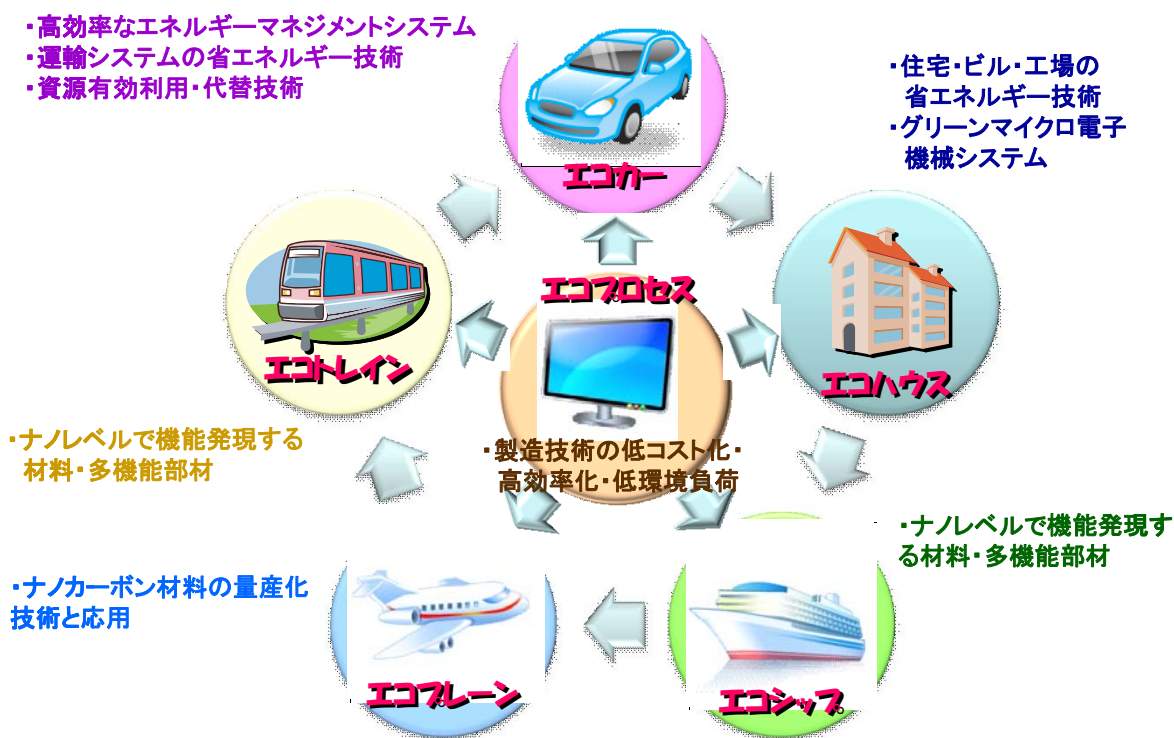 ・高効率なエネルギーマネジメントシステム
・運輸システムの省エネルギー技術
・資源有効利用・代替技術
・住宅・ビル・工場の
省エネルギー技術
・グリーンマイクロ電子
機械システム
エコカー
エコプロセス
エコトレイン
エコハウス
・ナノレベルで機能発現する
材料・多機能部材
・製造技術の低コスト化・
高効率化・低環境負荷
・ナノレベルで機能発現す
る材料・多機能部材
・ナノカーボン材料の量産化
技術と応用
エコプレーン
エコシップ